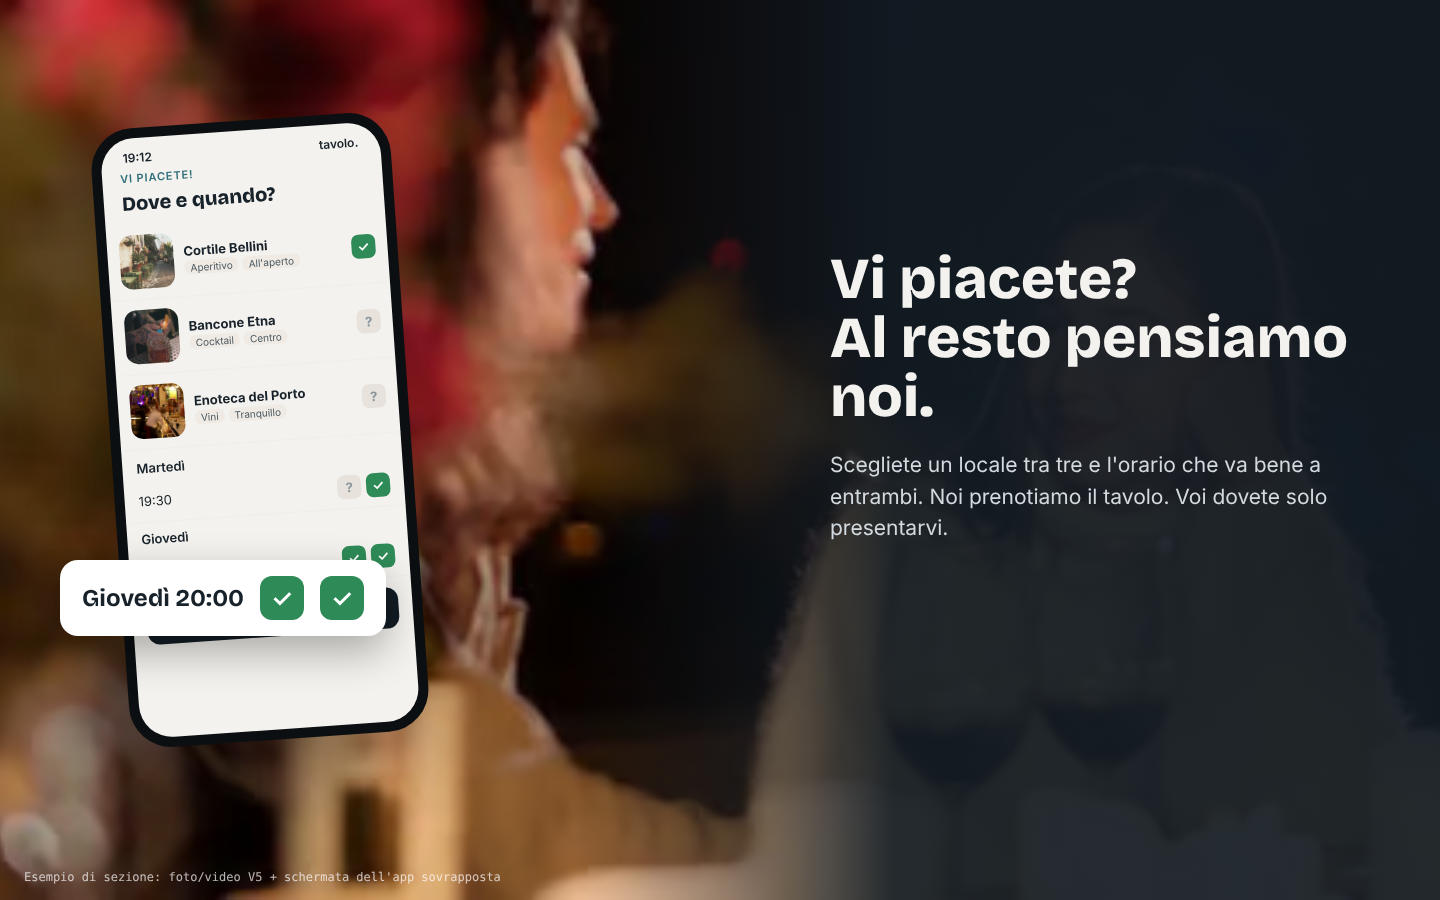 19:12
tavolo.
VI PIACETE!
Dove e quando?
Cortile Bellini
Aperitivo All'aperto
Bancone Etna
?
Cocktail Centro
Enoteca del Porto
?
Vini Tranquillo
Martedì
19:30
?
Giovedì
Giovedì 20:00
Vi piacete?
Al resto pensiamo
noi.
Scegliete un locale tra tre e l'orario che va bene a
entrambi. Noi prenotiamo il tavolo. Voi dovete solo
presentarvi.
Esempio di sezione: foto/video V5 + schermata dell'app sovrapposta